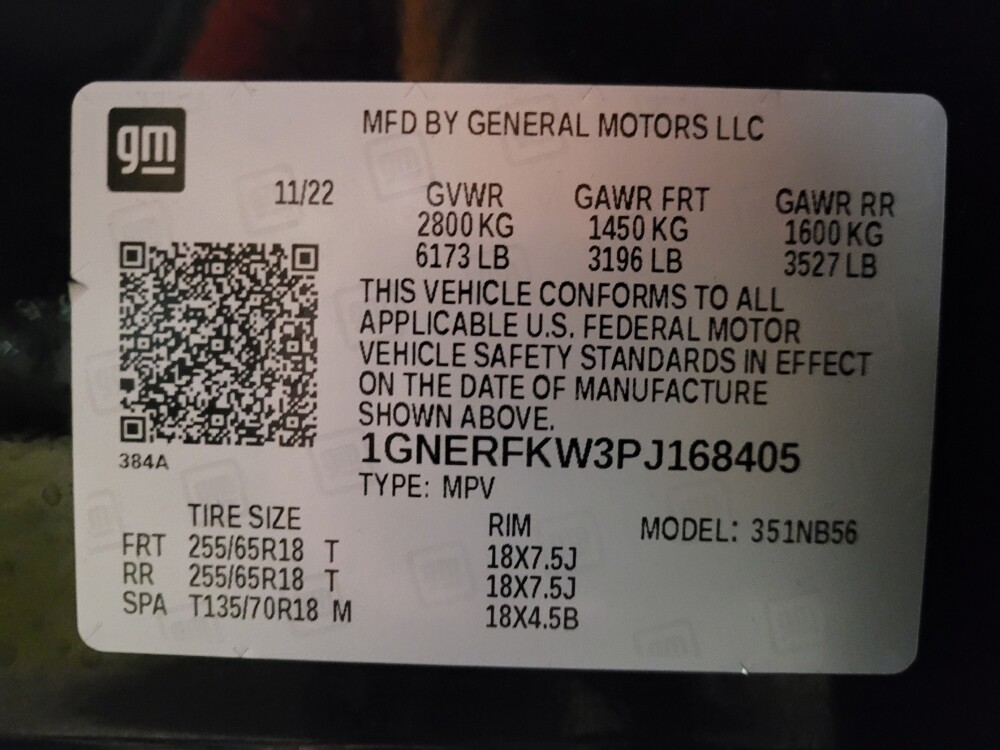 gm
MFD BY GENERAL MOTORS LLC
11/22 GVWR GAWR FRT GAWR RR
2800 KG 1450 KG 1600 KG
6173 LB 3196 LB 3527 LB
THIS VEHICLE CONFORMS TO ALL
APPLICABLE U.S. FEDERAL MOTOR
VEHICLE SAFETY STANDARDS IN EFFECT
ON THE DATE OF MANUFACTURE
SHOWN ABOVE.
384A
1GNERFKW3PJ168405
TYPE: MPV
TIRE SIZE RIM MODEL: 351NB56
FRT 255/65R18 T 18X7.5J
RR 255/65R18 T 18X7.5J
SPA T135/70R18 M 18X4.5B